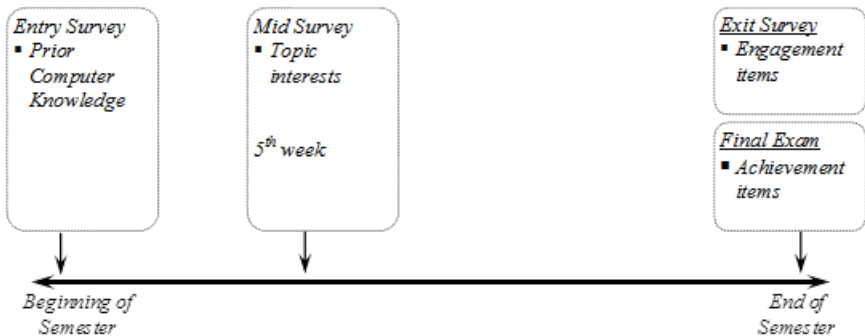 Entry Survey
▪ Prior
Computer
Knowledge
Mid Survey
▪ Topic
interests
5th week
Exit Survey
▪ Engagement
items
Final Exam
▪ Achievement
items
Beginning of
Semester
End of
Semester